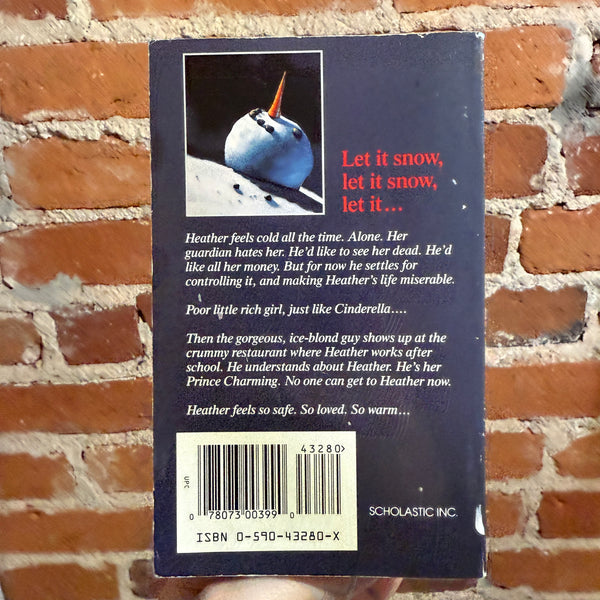 Let it snow,
let it snow,
let it...
Heather feels cold all the time. Alone. Her
guardian hates her. He'd like to see her dead. He'd
like all her money. But for now he settles for
controlling it, and making Heather's life miserable.
Poor little rich girl, just like Cinderella....
Then the gorgeous, ice-blond guy shows up at the
crummy restaurant where Heather works after
school. He understands about Heather. He's her
Prince Charming. No one can get to Heather now.
Heather feels so safe. So loved. So warm...
43280>
UPC
0 78073 00399 0
ISBN 0-590-43280-X
SCHOLASTIC INC.